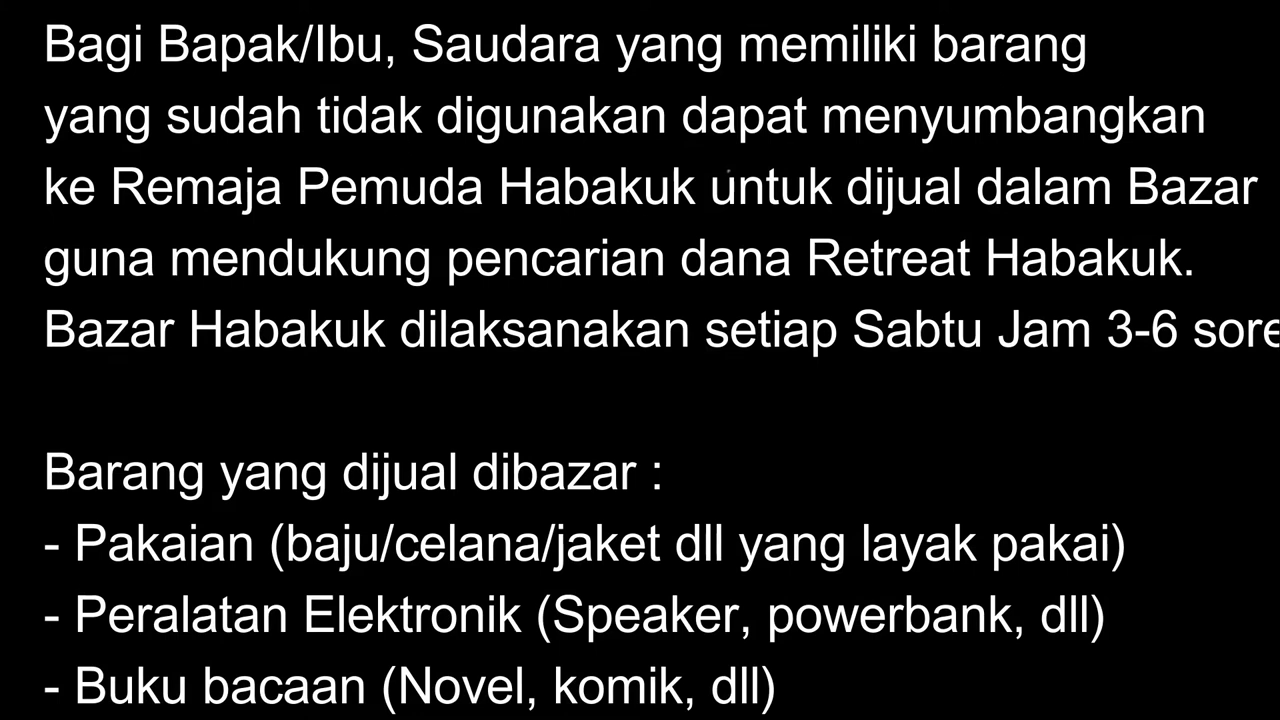 Bagi Bapak/Ibu, Saudara yang memiliki barang
yang sudah tidak digunakan dapat menyumbangkan
ke Remaja Pemuda Habakuk untuk dijual dalam Bazar
guna mendukung pencarian dana Retreat Habakuk.
Bazar Habakuk dilaksanakan setiap Sabtu Jam 3-6 sore
Barang yang dijual dibazar :
- Pakaian (baju/celana/jaket dll yang layak pakai)
- Peralatan Elektronik (Speaker, powerbank, dll)
- Buku bacaan (Novel, komik, dll)